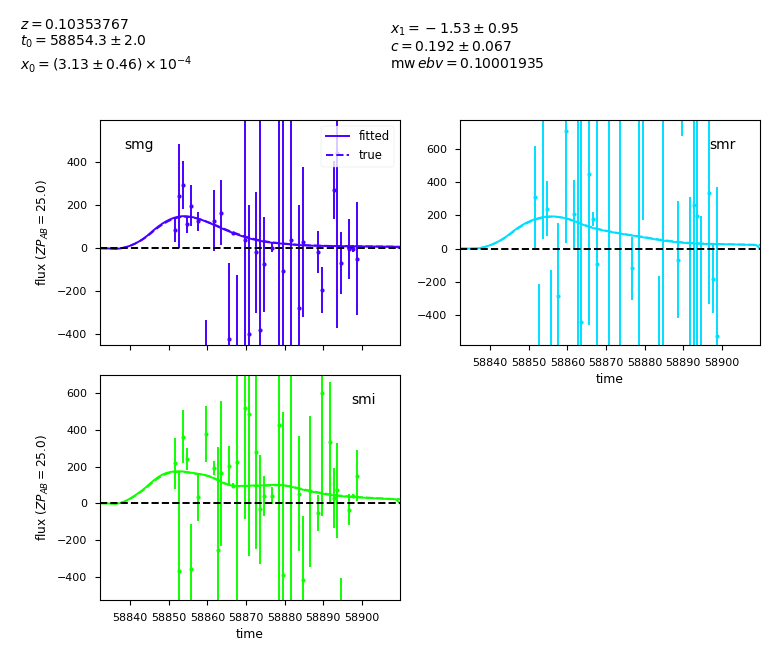 z = 0.10353767
t₀ = 58854.3 ± 2.0
x₀ = (3.13 ± 0.46) × 10⁻⁴
x₁ = −1.53 ± 0.95
c = 0.192 ± 0.067
mw ebv = 0.10001935
smg
fitted
true
400
200
0
−200
−400
flux (ZP_AB = 25.0)
smr
600
400
200
0
−200
−400
58840 58850 58860 58870 58880 58890 58900
time
smi
600
400
200
0
−200
−400
flux (ZP_AB = 25.0)
58840 58850 58860 58870 58880 58890 58900
time